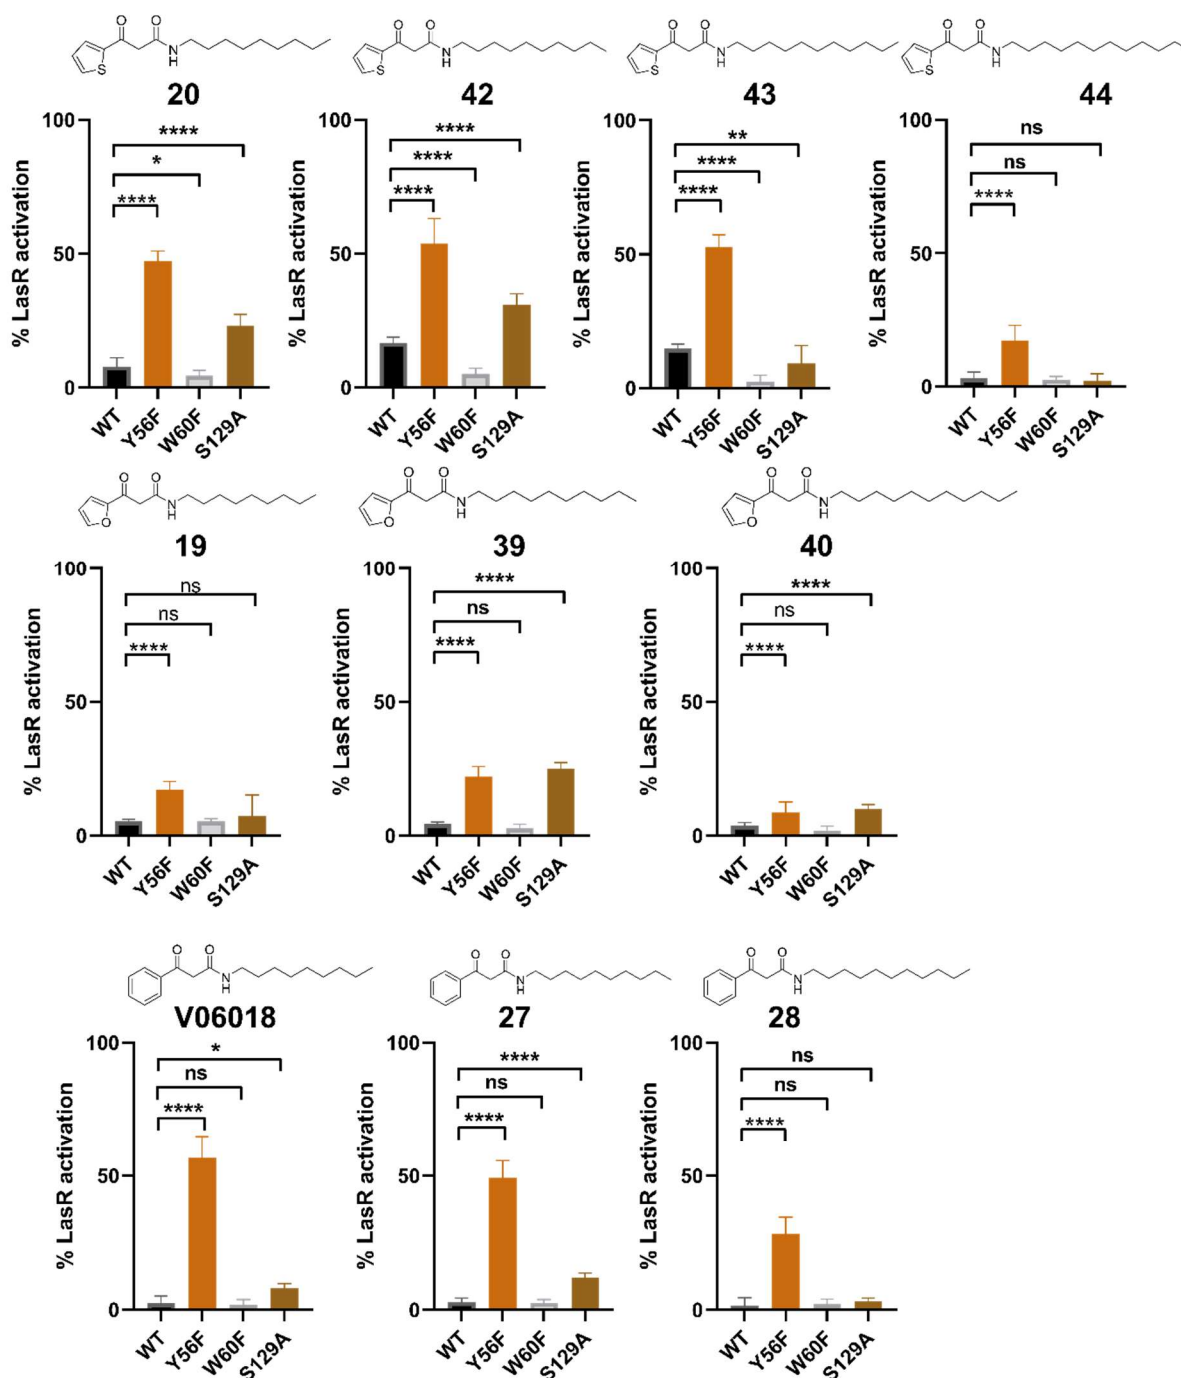 O O
N
H
S
20
O O
N
H
S
42
O O
N
H
S
43
O O
N
H
S
44
% LasR activation
100
50
0
****
*
****
WT Y56F W60F S129A
% LasR activation
100
50
0
****
****
****
WT Y56F W60F S129A
% LasR activation
100
50
0
**
****
****
WT Y56F W60F S129A
% LasR activation
100
50
0
ns
ns
****
WT Y56F W60F S129A
O O
N
H
O
19
O O
N
H
O
39
O O
N
H
O
40
% LasR activation
100
50
0
ns
ns
****
WT Y56F W60F S129A
% LasR activation
100
50
0
****
ns
****
WT Y56F W60F S129A
% LasR activation
100
50
0
****
ns
****
WT Y56F W60F S129A
O O
N
H
V06018
O O
N
H
27
O O
N
H
28
% LasR activation
100
50
0
*
ns
****
WT Y56F W60F S129A
% LasR activation
100
50
0
****
ns
****
WT Y56F W60F S129A
% LasR activation
100
50
0
ns
ns
****
WT Y56F W60F S129A